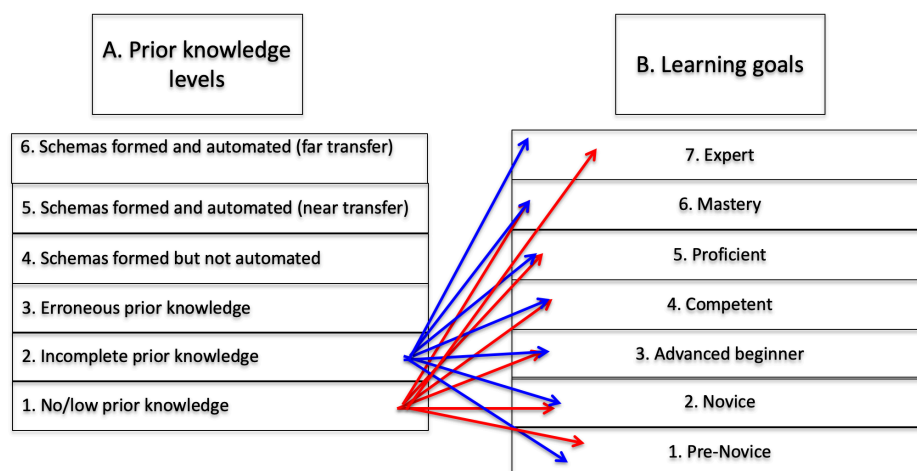 A. Prior knowledge
levels
B. Learning goals
6. Schemas formed and automated (far transfer)
5. Schemas formed and automated (near transfer)
4. Schemas formed but not automated
3. Erroneous prior knowledge
2. Incomplete prior knowledge
1. No/low prior knowledge
7. Expert
6. Mastery
5. Proficient
4. Competent
3. Advanced beginner
2. Novice
1. Pre-Novice